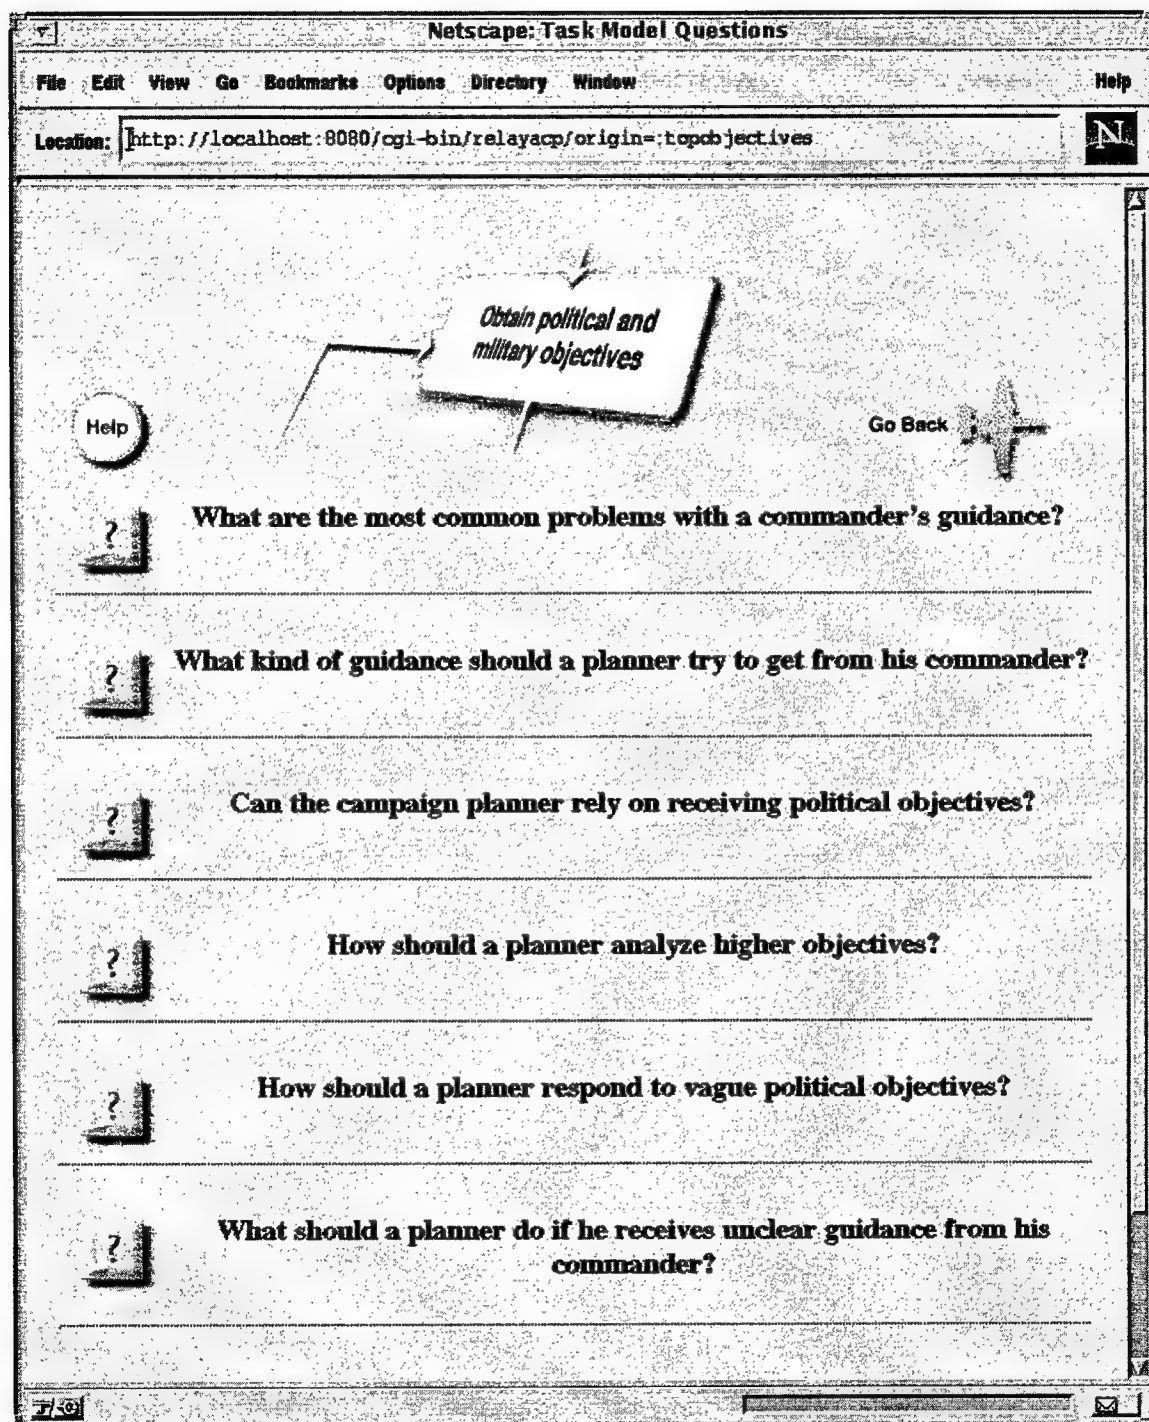 Netscape: Task Model Questions
File Edit View Go Bookmarks Options Directory Window Help
Location: http://localhost:8080/cgi-bin/relayacp/origin=;topobjectives
N
Obtain political and
military objectives
Help
Go Back
? What are the most common problems with a commander's guidance?
? What kind of guidance should a planner try to get from his commander?
? Can the campaign planner rely on receiving political objectives?
? How should a planner analyze higher objectives?
? How should a planner respond to vague political objectives?
? What should a planner do if he receives unclear guidance from his
commander?